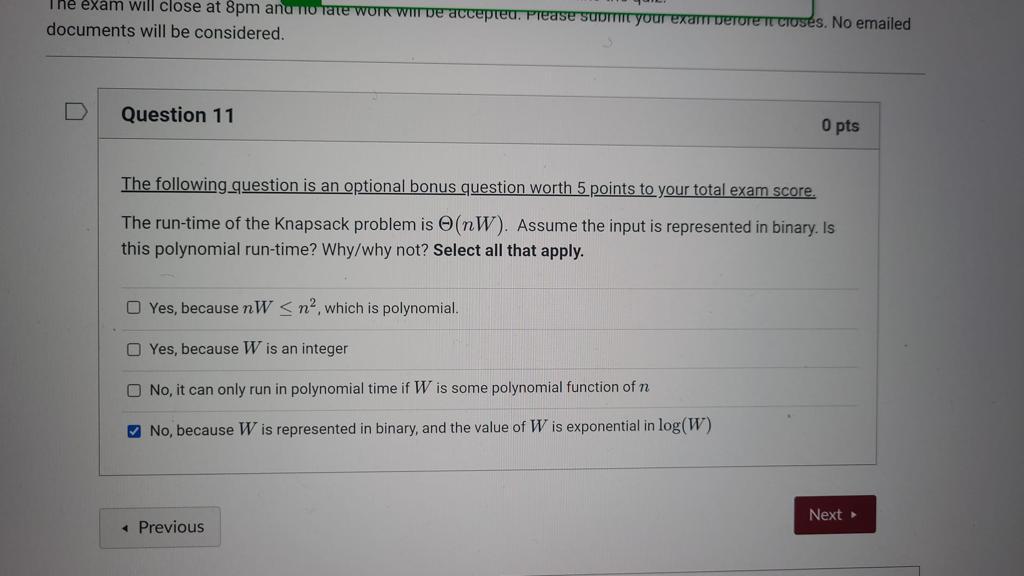 The exam will close at 8pm and no late work will be accepted. Please submit your exam before it closes. No emailed
documents will be considered.
Question 11
0 pts
The following question is an optional bonus question worth 5 points to your total exam score.
The run-time of the Knapsack problem is Θ(nW). Assume the input is represented in binary. Is
this polynomial run-time? Why/why not? Select all that apply.
Yes, because nW ≤ n², which is polynomial.
Yes, because W is an integer
No, it can only run in polynomial time if W is some polynomial function of n
No, because W is represented in binary, and the value of W is exponential in log(W)
◂ Previous
Next ▸